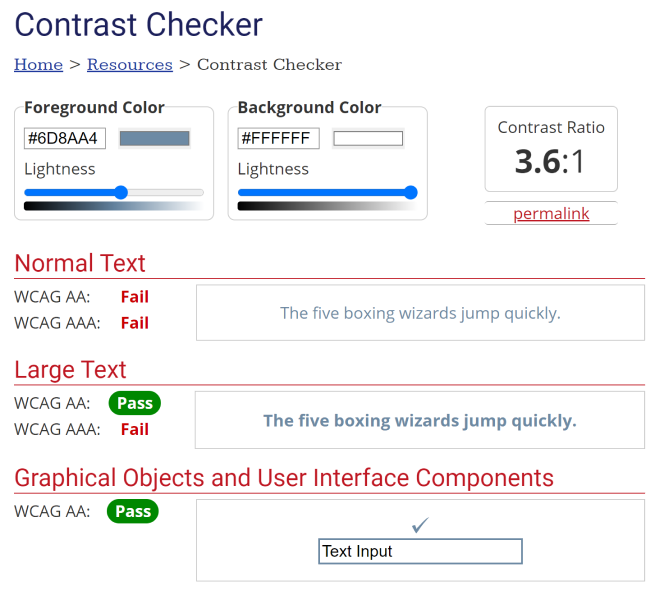 Contrast Checker
Home > Resources > Contrast Checker
Foreground Color
#6D8AA4
Lightness
Background Color
#FFFFFF
Lightness
Contrast Ratio
3.6:1
permalink
Normal Text
WCAG AA: Fail
WCAG AAA: Fail
The five boxing wizards jump quickly.
Large Text
WCAG AA: Pass
WCAG AAA: Fail
The five boxing wizards jump quickly.
Graphical Objects and User Interface Components
WCAG AA: Pass
✓
Text Input